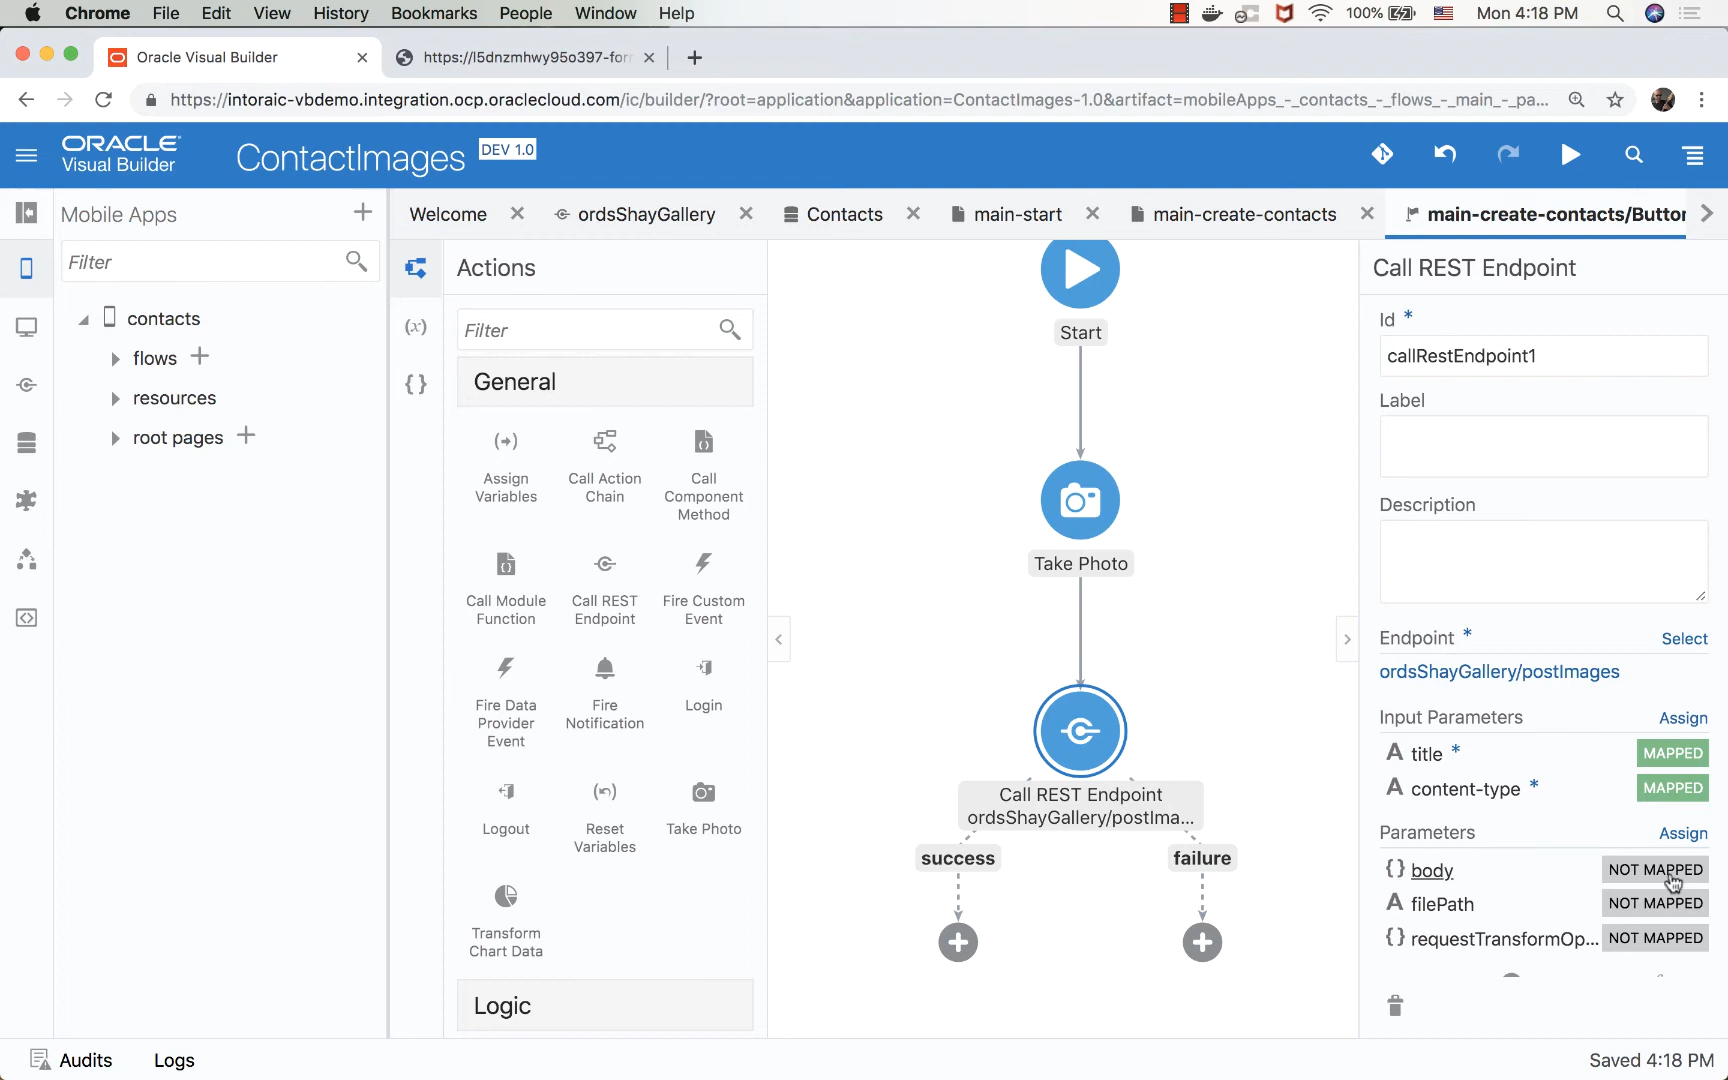 Chrome File Edit View History Bookmarks People Window Help 100% Mon 4:18 PM
Oracle Visual Builder
https://l5dnzmhwy95o397-for
https://intoraic-vbdemo.integration.ocp.oraclecloud.com/ic/builder/?root=application&application=ContactImages-1.0&artifact=mobileApps_-_contacts_-_flows_-_main_-_pa...
ORACLE
Visual Builder
ContactImages
DEV 1.0
Mobile Apps
Welcome
ordsShayGallery
Contacts
main-start
main-create-contacts
main-create-contacts/Button
Filter
contacts
flows
resources
root pages
Actions
Filter
General
Assign
Variables
Call Action
Chain
Call
Component
Method
Call Module
Function
Call REST
Endpoint
Fire Custom
Event
Fire Data
Provider
Event
Fire
Notification
Login
Logout
Reset
Variables
Take Photo
Transform
Chart Data
Logic
Start
Take Photo
Call REST Endpoint
ordsShayGallery/postIma...
success
failure
Call REST Endpoint
Id *
callRestEndpoint1
Label
Description
Endpoint * Select
ordsShayGallery/postImages
Input Parameters Assign
A title * MAPPED
A content-type * MAPPED
Parameters Assign
{} body NOT MAPPED
A filePath NOT MAPPED
{} requestTransformOp... NOT MAPPED
Audits
Logs
Saved 4:18 PM